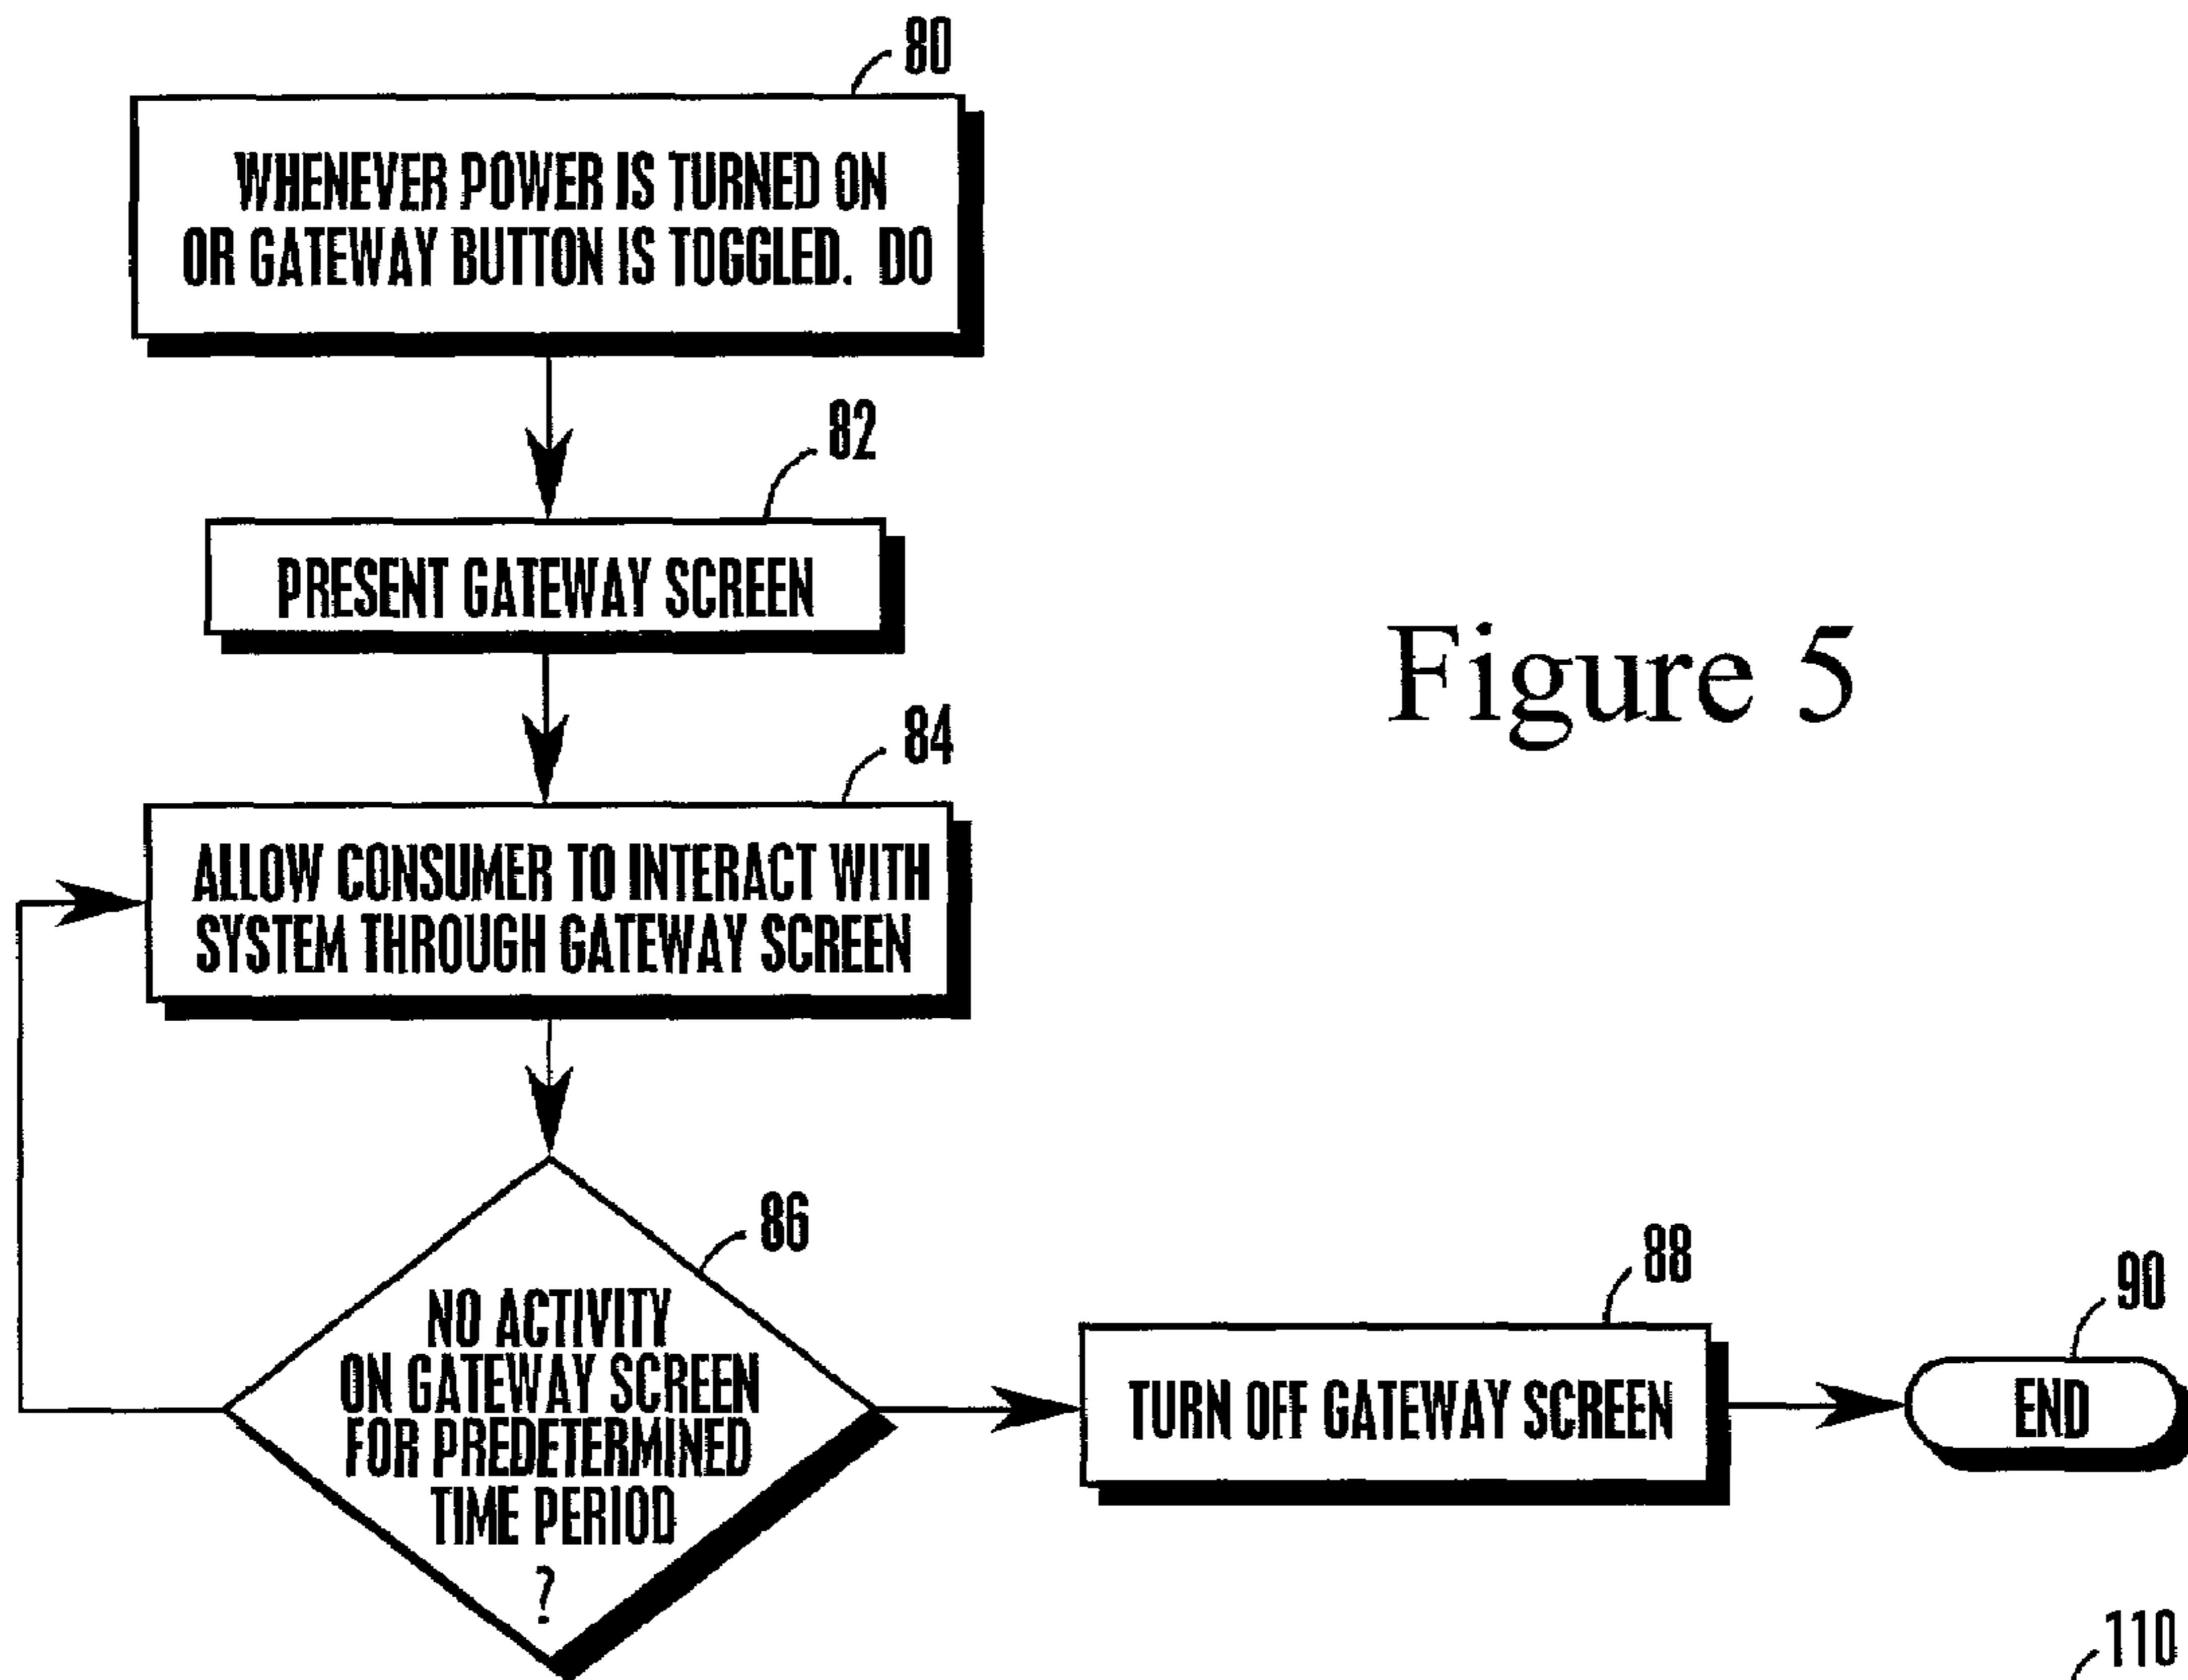 80
WHENEVER POWER IS TURNED ON
OR GATEWAY BUTTON IS TOGGLED. DO
82
PRESENT GATEWAY SCREEN
84
ALLOW CONSUMER TO INTERACT WITH
SYSTEM THROUGH GATEWAY SCREEN
86
NO ACTIVITY
ON GATEWAY SCREEN
FOR PREDETERMINED
TIME PERIOD
?
88
TURN OFF GATEWAY SCREEN
90
END
Figure 5
110